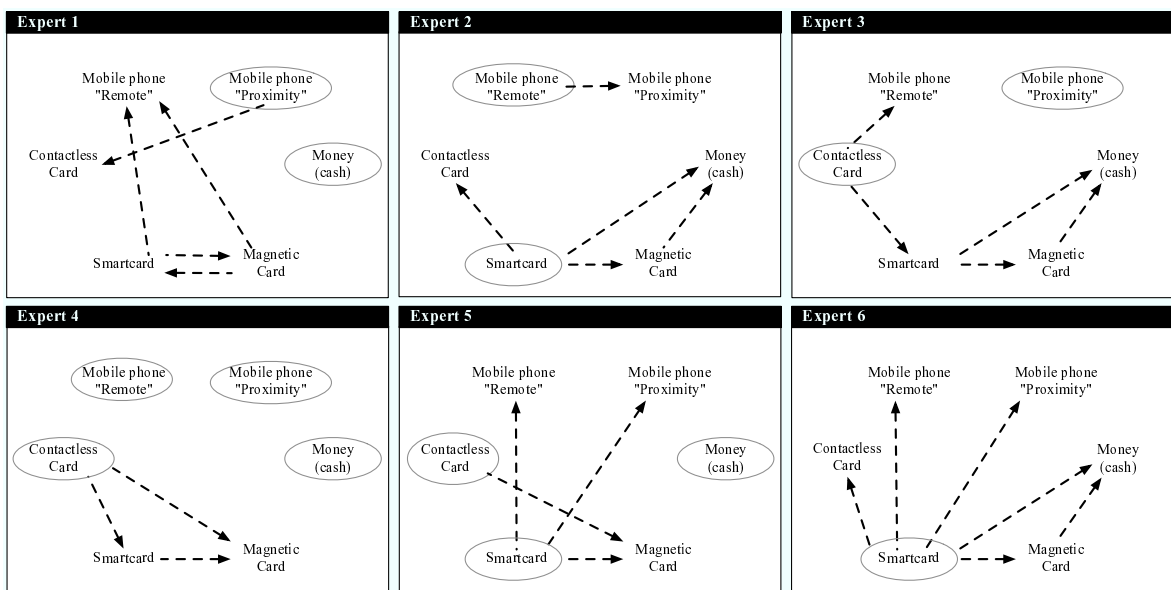 Expert 1
Mobile phone
"Remote"
Mobile phone
"Proximity"
Contactless
Card
Money
(cash)
Smartcard
Magnetic
Card
Expert 2
Mobile phone
"Remote"
Mobile phone
"Proximity"
Contactless
Card
Money
(cash)
Smartcard
Magnetic
Card
Expert 3
Mobile phone
"Remote"
Mobile phone
"Proximity"
Contactless
Card
Money
(cash)
Smartcard
Magnetic
Card
Expert 4
Mobile phone
"Remote"
Mobile phone
"Proximity"
Contactless
Card
Money
(cash)
Smartcard
Magnetic
Card
Expert 5
Mobile phone
"Remote"
Mobile phone
"Proximity"
Contactless
Card
Money
(cash)
Smartcard
Magnetic
Card
Expert 6
Mobile phone
"Remote"
Mobile phone
"Proximity"
Contactless
Card
Money
(cash)
Smartcard
Magnetic
Card